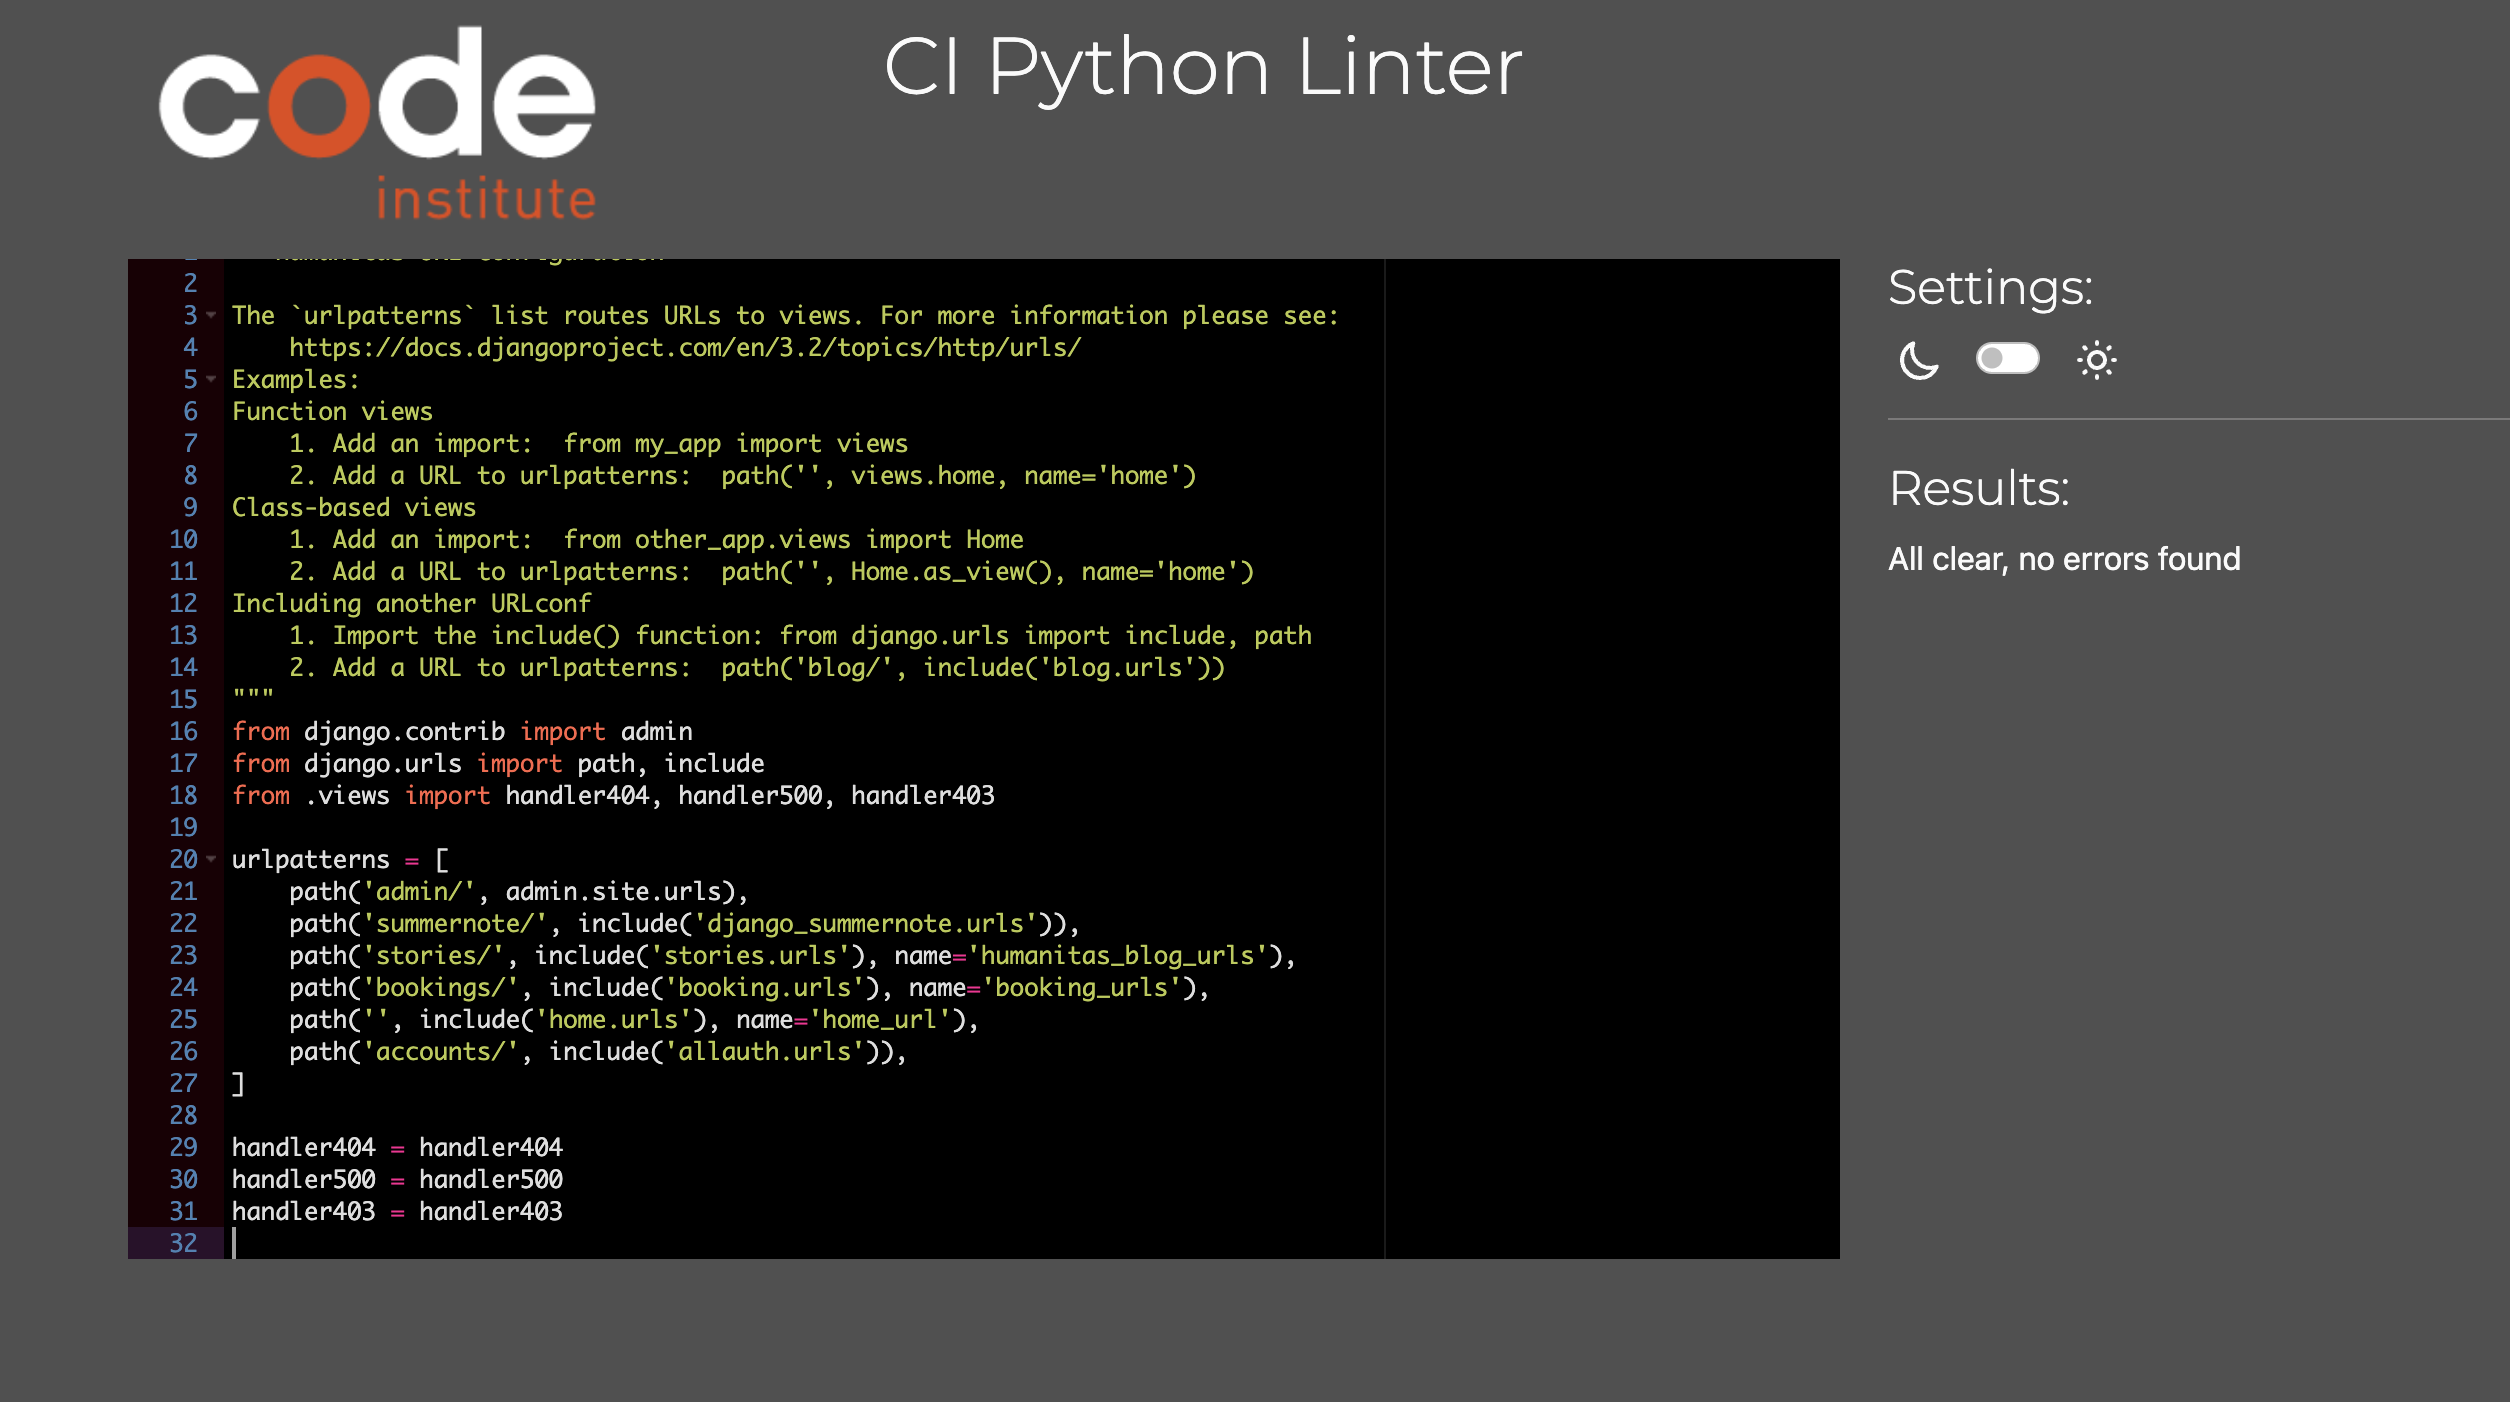 code
institute
CI Python Linter
2
3 The `urlpatterns` list routes URLs to views. For more information please see:
4     https://docs.djangoproject.com/en/3.2/topics/http/urls/
5 Examples:
6 Function views
7     1. Add an import:  from my_app import views
8     2. Add a URL to urlpatterns:  path('', views.home, name='home')
9 Class-based views
10     1. Add an import:  from other_app.views import Home
11     2. Add a URL to urlpatterns:  path('', Home.as_view(), name='home')
12 Including another URLconf
13     1. Import the include() function: from django.urls import include, path
14     2. Add a URL to urlpatterns:  path('blog/', include('blog.urls'))
15 """
16 from django.contrib import admin
17 from django.urls import path, include
18 from .views import handler404, handler500, handler403
19
20 urlpatterns = [
21     path('admin/', admin.site.urls),
22     path('summernote/', include('django_summernote.urls')),
23     path('stories/', include('stories.urls'), name='humanitas_blog_urls'),
24     path('bookings/', include('booking.urls'), name='booking_urls'),
25     path('', include('home.urls'), name='home_url'),
26     path('accounts/', include('allauth.urls')),
27 ]
28
29 handler404 = handler404
30 handler500 = handler500
31 handler403 = handler403
32
Settings:
Results:
All clear, no errors found